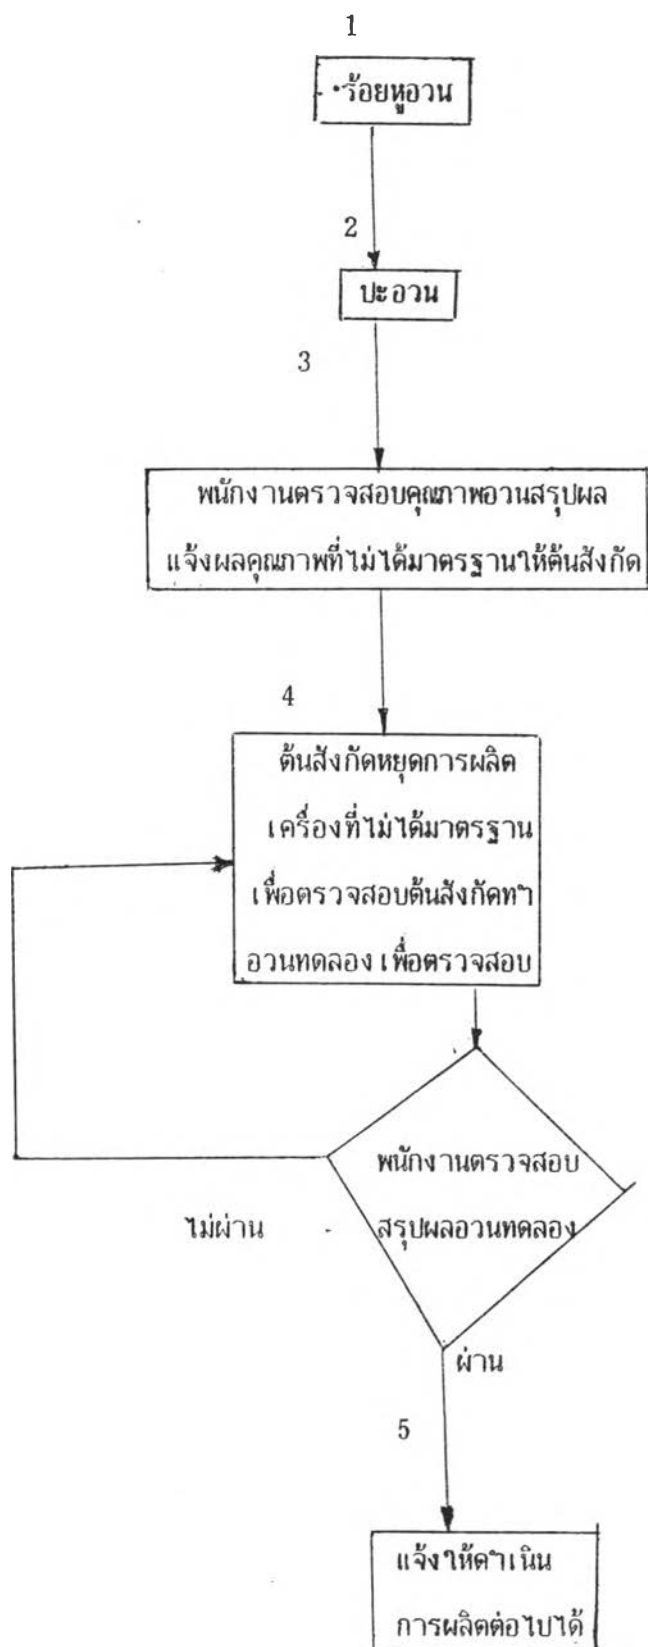 1
ร้อยหูอวน
2
ปะอวน
3
พนักงานตรวจสอบคุณภาพอวนสรุปผล
แจ้งผลคุณภาพที่ไม่ได้มาตรฐานให้ต้นสังกัด
4
ต้นสังกัดหยุดการผลิต
เครื่องที่ไม่ได้มาตรฐาน
เพื่อตรวจสอบต้นสังกัดทำ
อวนทดลองเพื่อตรวจสอบ
พนักงานตรวจสอบ
สรุปผลอวนทดลอง
ไม่ผ่าน
ผ่าน
5
แจ้งให้ดำเนิน
การผลิตต่อไปได้